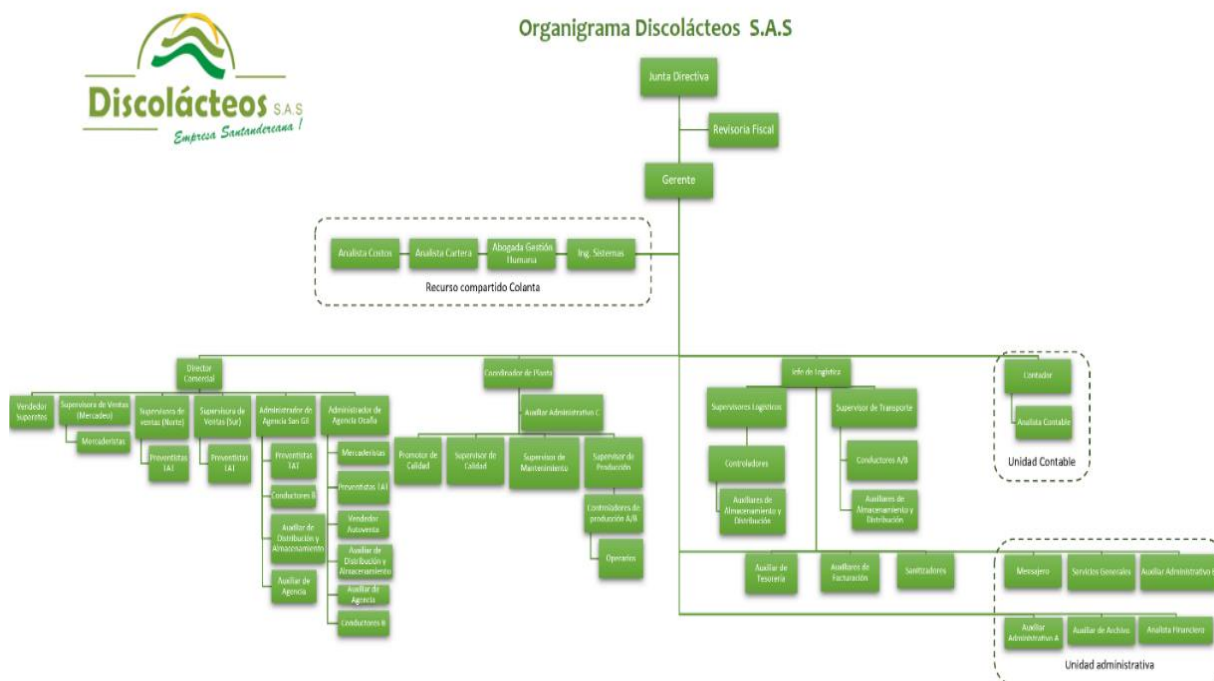 Organigrama Discolácteos S.A.S
Discolácteos S.A.S
Empresa Santandereana !
Junta Directiva
Revisoria Fiscal
Gerente
Analista Costos
Analista Cartera
Abogada Gestión
Humana
Ing. Sistemas
Recurso compartido Colanta
Director
Comercial
Coordinador de Planta
Jefe de Logística
Contador
Vendedor
Supervisora de Ventas
(Mercadeo)
Mercaderistas
Supervisora de
ventas (Norte)
Preventistas
TAT
Supervisora de
Ventas (Sur)
Preventistas
TAT
Administrador de
Agencia San Gil
Preventistas
TAT
Conductores B
Auxiliar de
Distribución y
Almacenamiento
Auxiliar de
Agencia
Administrador de
Agencia Ocaña
Mercaderistas
Preventistas TAT
Vendedor
Autoventa
Auxiliar de
Distribución y
Almacenamiento
Auxiliar de
Agencia
Conductores B
Auxiliar Administrativo C
Promotor de
Calidad
Supervisor de
Calidad
Supervisor de
Mantenimiento
Supervisor de
Producción
Controladores de
producción A/B
Operarios
Supervisores Logísticos
Controladores
Auxiliares de
Almacenamiento y
Distribución
Supervisor de Transporte
Conductores A/B
Auxiliares de
Almacenamiento y
Distribución
Analista Contable
Unidad Contable
Auxiliar de
Tesorería
Auxiliares de
Facturación
Sanitizadores
Mensajero
Servicios Generales
Auxiliar Administrativo
Auxiliar
Administrativo A
Auxiliar de Archivo
Analista Financiero
Unidad administrativa